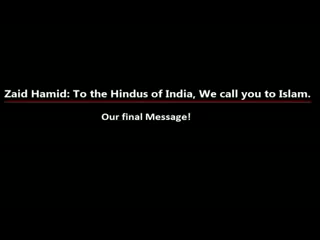 Zaid Hamid: To the Hindus of India, We call you to Islam.
Our final Message!